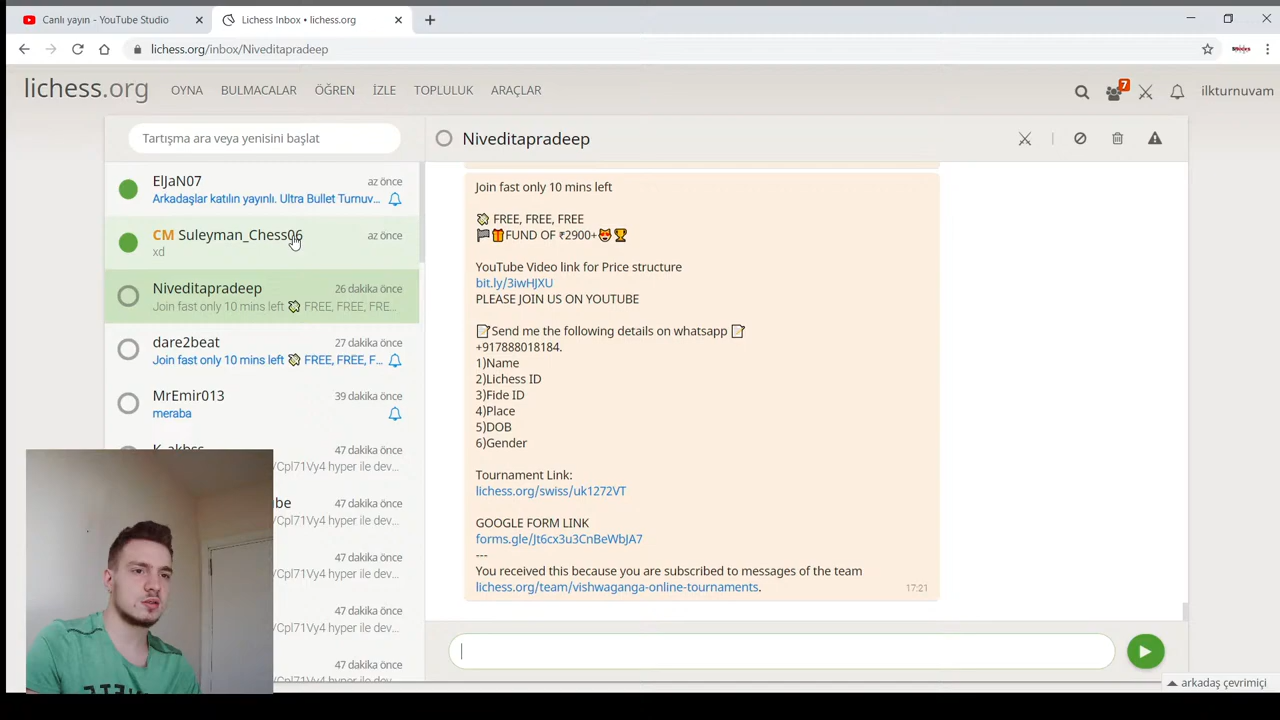 Canlı yayın - YouTube Studio
Lichess Inbox • lichess.org
lichess.org/inbox/Niveditapradeep
lichess.org OYNA BULMACALAR ÖĞREN İZLE TOPLULUK ARAÇLAR 7 ilkturnuvam
Tartışma ara veya yenisini başlat
ElJaN07 az önce
Arkadaşlar katılın yayınlı. Ultra Bullet Turnuv...
CM Suleyman_Chess06 az önce
xd
Niveditapradeep 26 dakika önce
Join fast only 10 mins left 💸 FREE, FREE, FRE...
dare2beat 27 dakika önce
Join fast only 10 mins left 💸 FREE, FREE, F...
MrEmir013 39 dakika önce
meraba
47 dakika önce
/Cpl71Vy4 hyper ile dev...
be 47 dakika önce
/Cpl71Vy4 hyper ile dev...
47 dakika önce
/Cpl71Vy4 hyper ile dev...
47 dakika önce
/Cpl71Vy4 hyper ile dev...
47 dakika önce
Niveditapradeep
Join fast only 10 mins left
💸 FREE, FREE, FREE
🏁🎁FUND OF ₹2900+😻🏆
YouTube Video link for Price structure
bit.ly/3iwHJXU
PLEASE JOIN US ON YOUTUBE
📝Send me the following details on whatsapp 📝
+917888018184.
1)Name
2)Lichess ID
3)Fide ID
4)Place
5)DOB
6)Gender
Tournament Link:
lichess.org/swiss/uk1272VT
GOOGLE FORM LINK
forms.gle/Jt6cx3u3CnBeWbJA7
---
You received this because you are subscribed to messages of the team
lichess.org/team/vishwaganga-online-tournaments.
17:21
arkadaş çevrimiçi